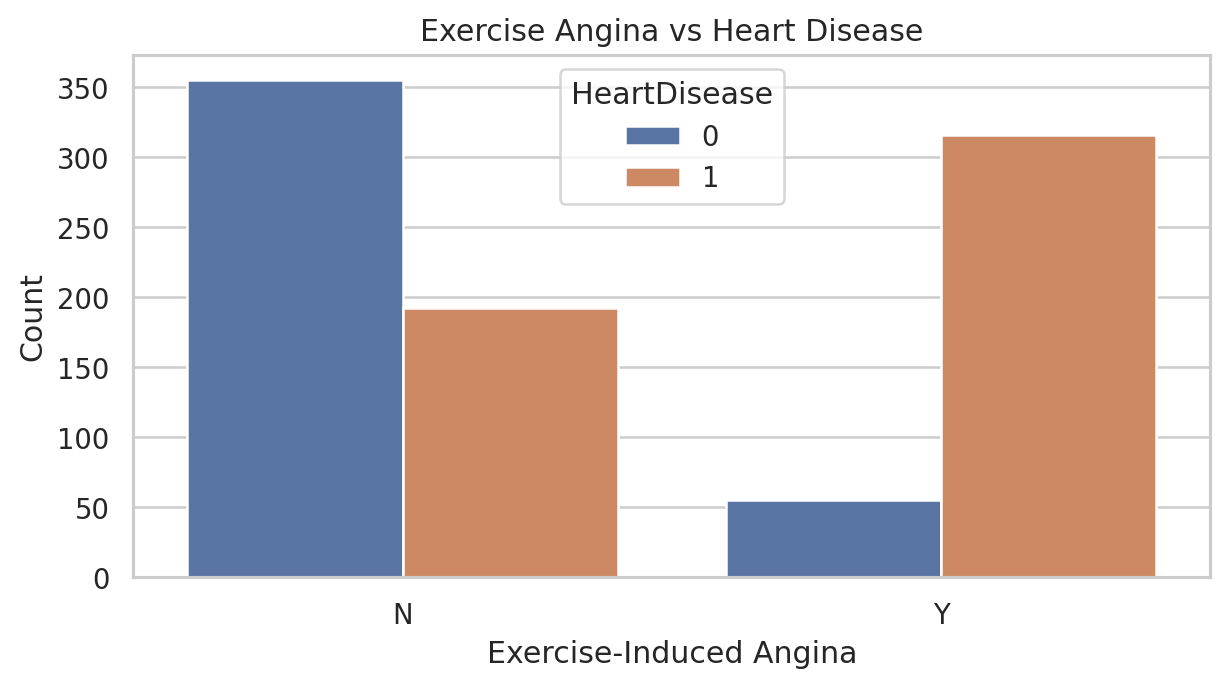 Exercise Angina vs Heart Disease
HeartDisease
0
1
Count
350
300
250
200
150
100
50
0
N
Y
Exercise-Induced Angina